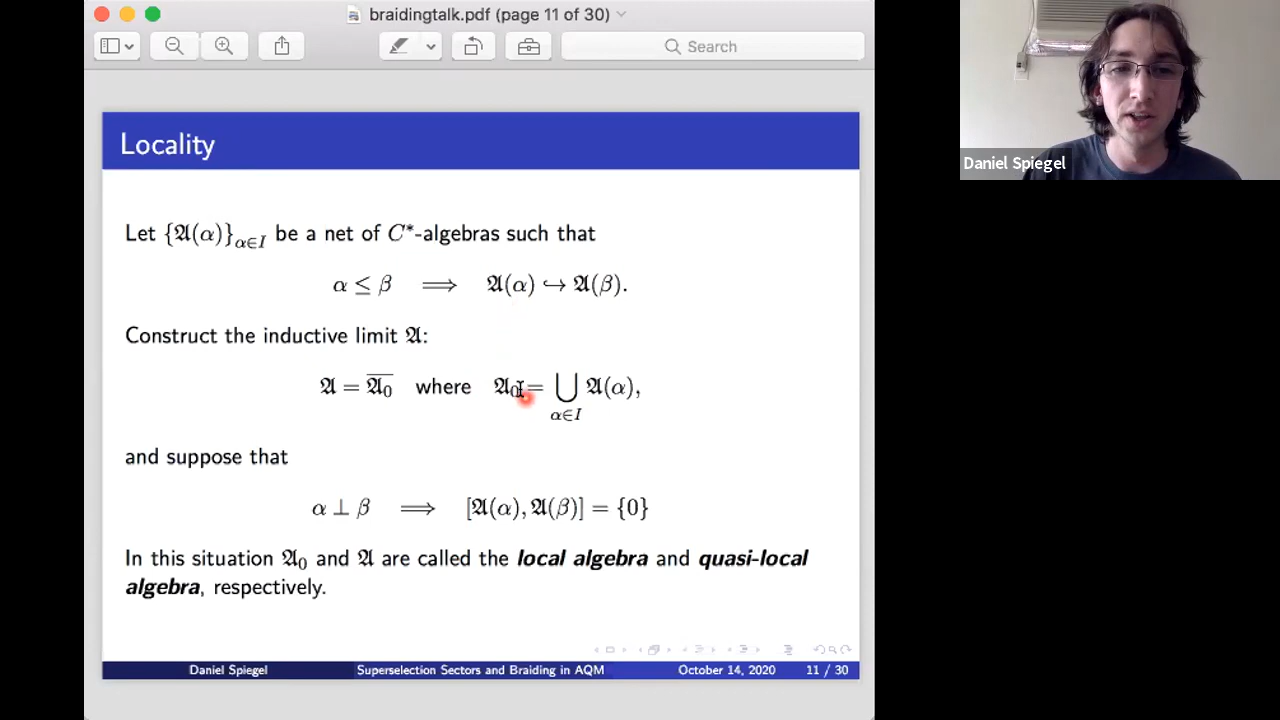 braidingtalk.pdf (page 11 of 30)
Search
Locality
Let {𝔄(α)}_{α∈I} be a net of C*-algebras such that
α ≤ β ⟹ 𝔄(α) ↪ 𝔄(β).
Construct the inductive limit 𝔄:
𝔄 = \overline{𝔄₀} where 𝔄₀ = ⋃_{α∈I} 𝔄(α),
and suppose that
α ⊥ β ⟹ [𝔄(α), 𝔄(β)] = {0}
In this situation 𝔄₀ and 𝔄 are called the local algebra and quasi-local
algebra, respectively.
Daniel Spiegel Superselection Sectors and Braiding in AQM October 14, 2020 11 / 30
Daniel Spiegel